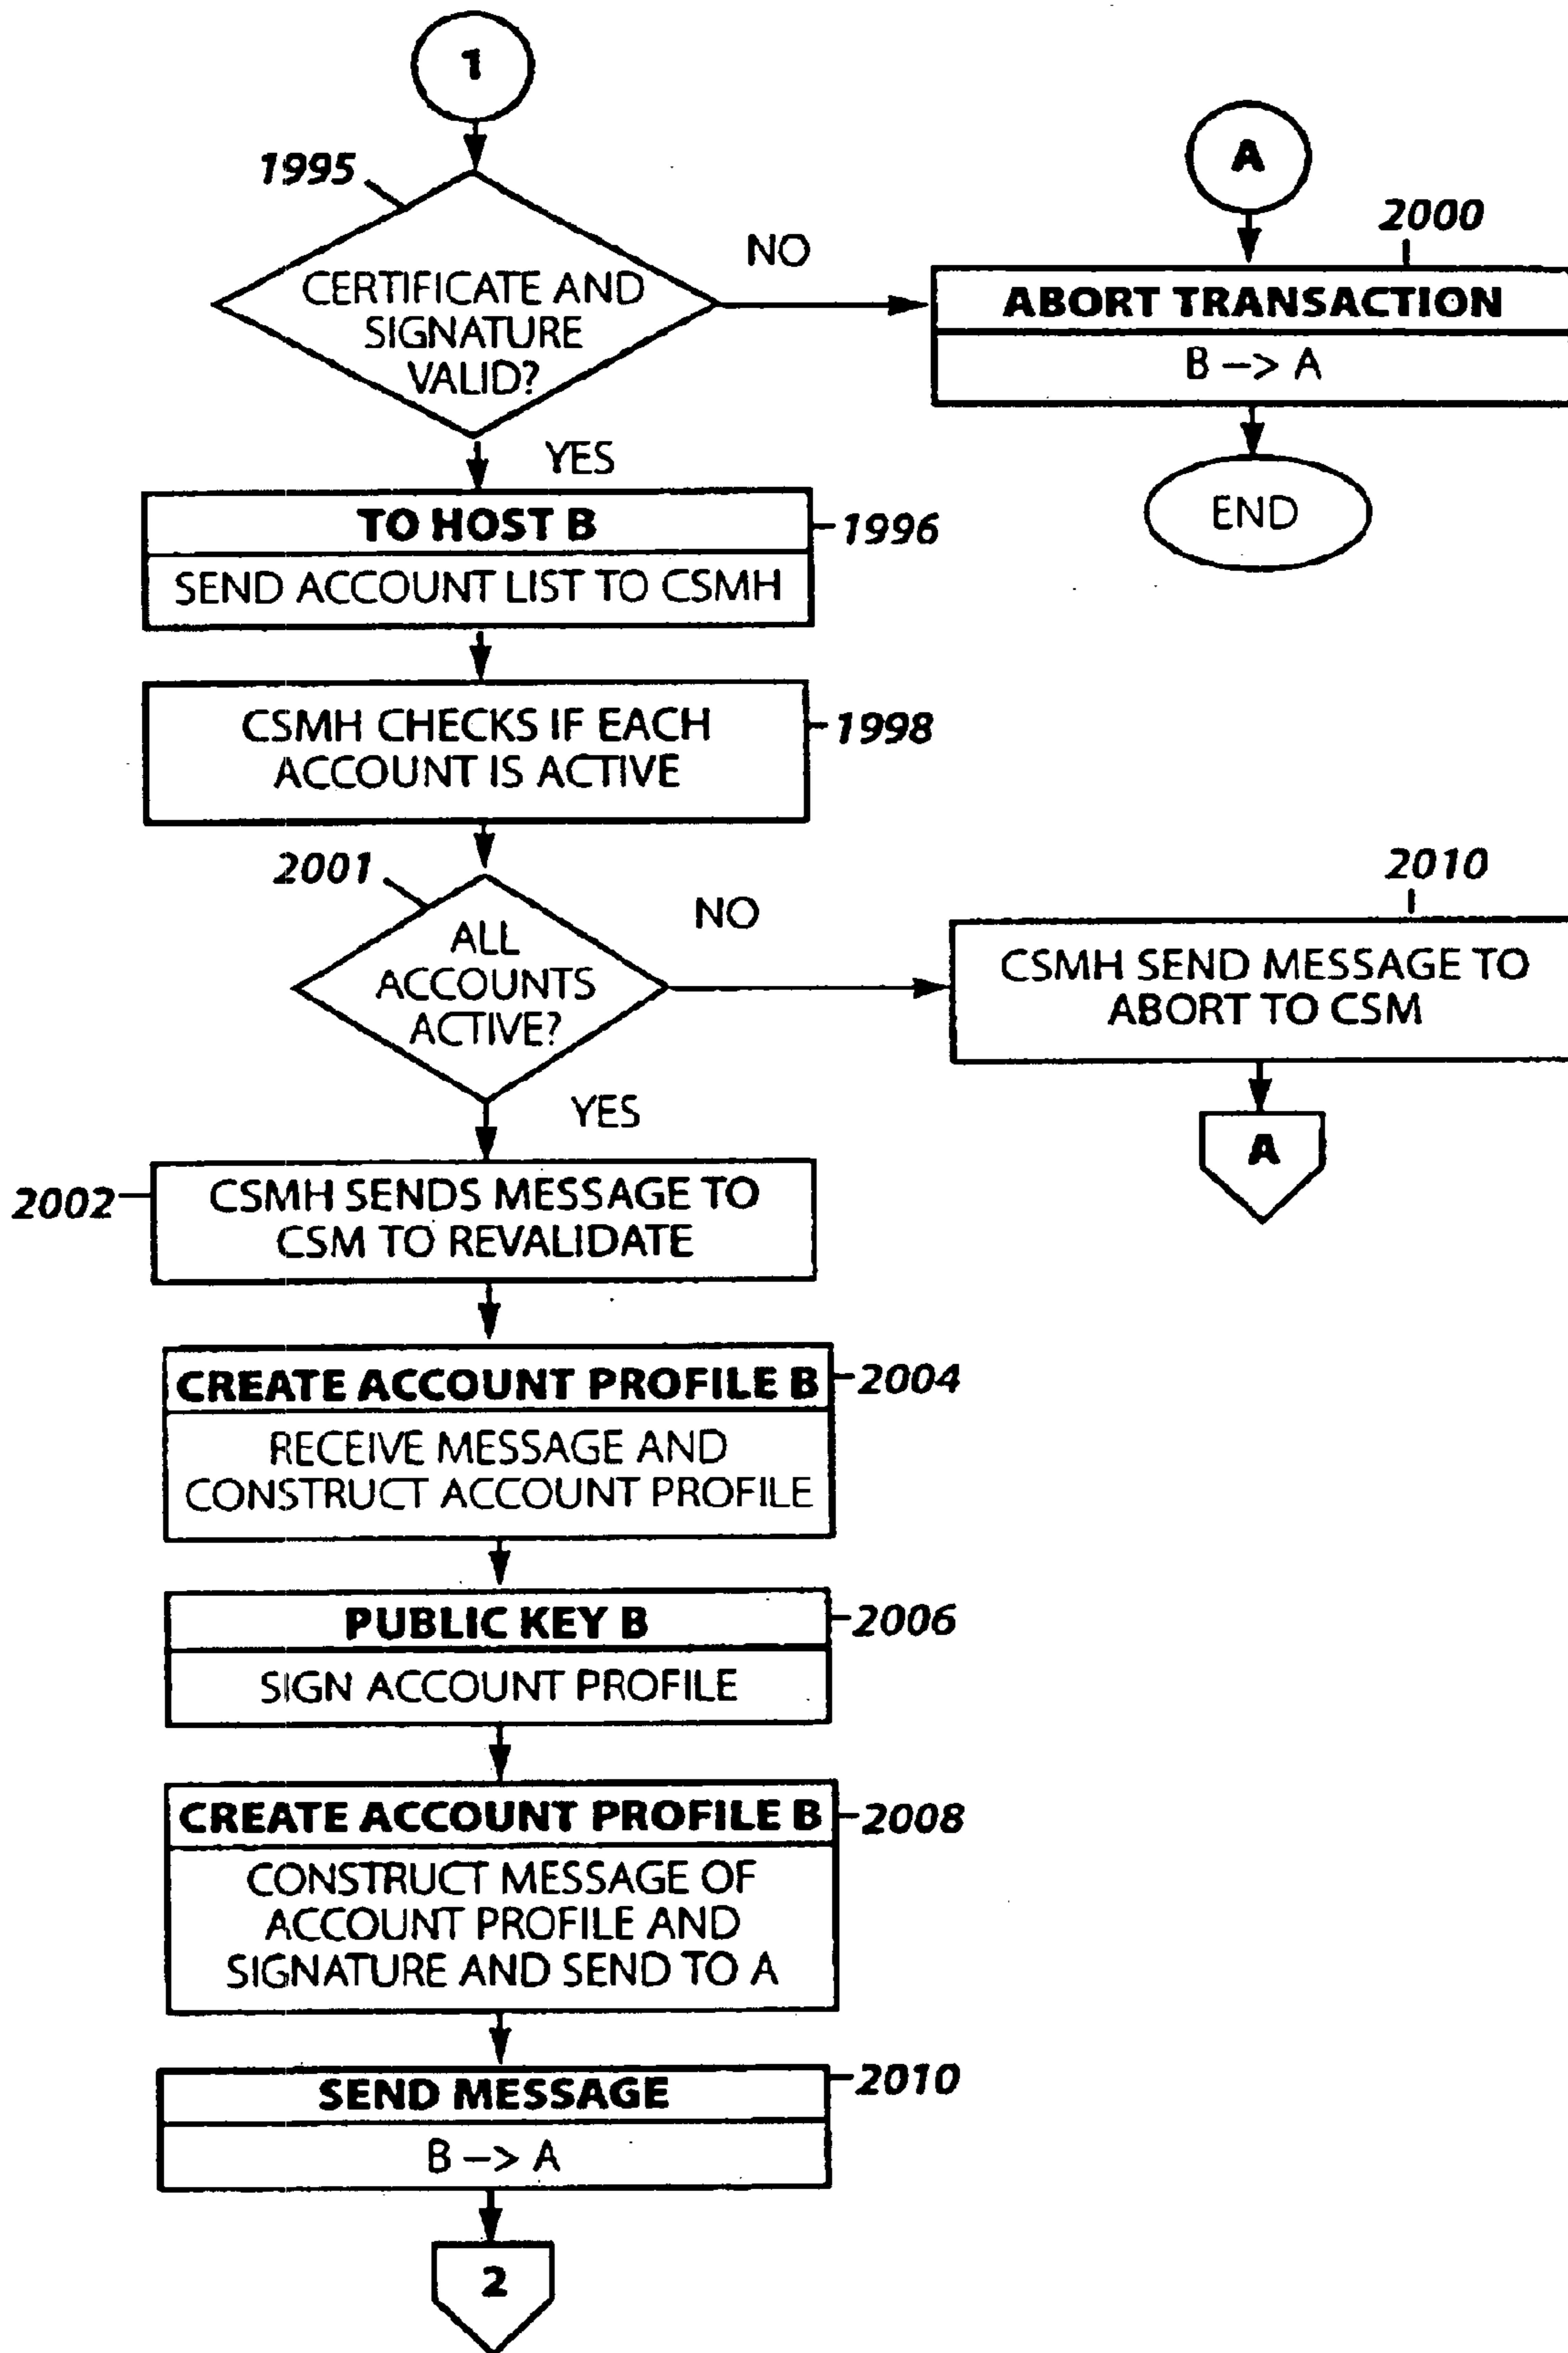 1
1995
CERTIFICATE AND
SIGNATURE
VALID?
NO
YES
A
2000
ABORT TRANSACTION
B –> A
END
TO HOST B
1996
SEND ACCOUNT LIST TO CSMH
CSMH CHECKS IF EACH
ACCOUNT IS ACTIVE
1998
2001
ALL
ACCOUNTS
ACTIVE?
NO
YES
2010
CSMH SEND MESSAGE TO
ABORT TO CSM
A
2002
CSMH SENDS MESSAGE TO
CSM TO REVALIDATE
CREATE ACCOUNT PROFILE B
2004
RECEIVE MESSAGE AND
CONSTRUCT ACCOUNT PROFILE
PUBLIC KEY B
2006
SIGN ACCOUNT PROFILE
CREATE ACCOUNT PROFILE B
2008
CONSTRUCT MESSAGE OF
ACCOUNT PROFILE AND
SIGNATURE AND SEND TO A
SEND MESSAGE
2010
B –> A
2